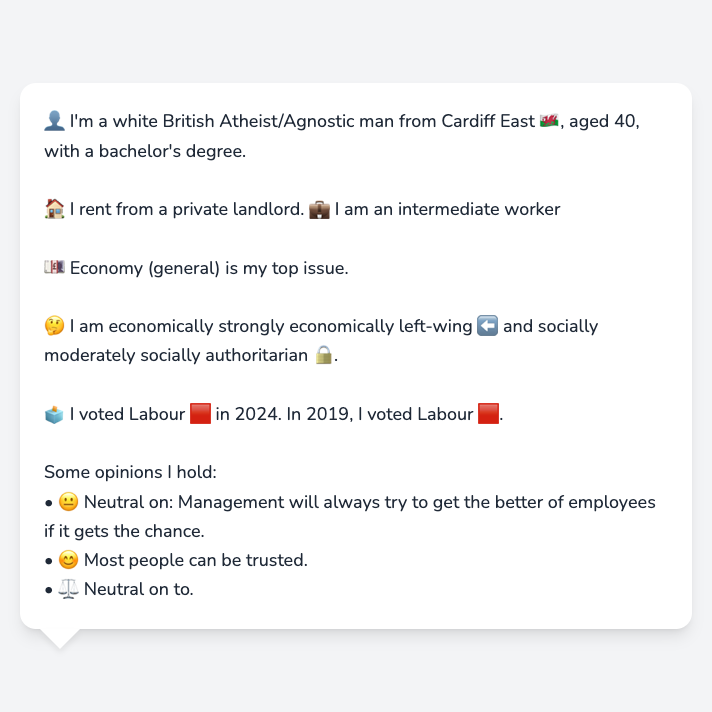 👤 I'm a white British Atheist/Agnostic man from Cardiff East 🏴󠁧󠁢󠁷󠁬󠁳󠁿, aged 40,
with a bachelor's degree.
🏠 I rent from a private landlord. 💼 I am an intermediate worker
💷 Economy (general) is my top issue.
🤔 I am economically strongly economically left-wing ⬅️ and socially
moderately socially authoritarian 🔒.
🗳️ I voted Labour 🟥 in 2024. In 2019, I voted Labour 🟥.
Some opinions I hold:
• 😐 Neutral on: Management will always try to get the better of employees
if it gets the chance.
• 😊 Most people can be trusted.
• ⚖️ Neutral on to.